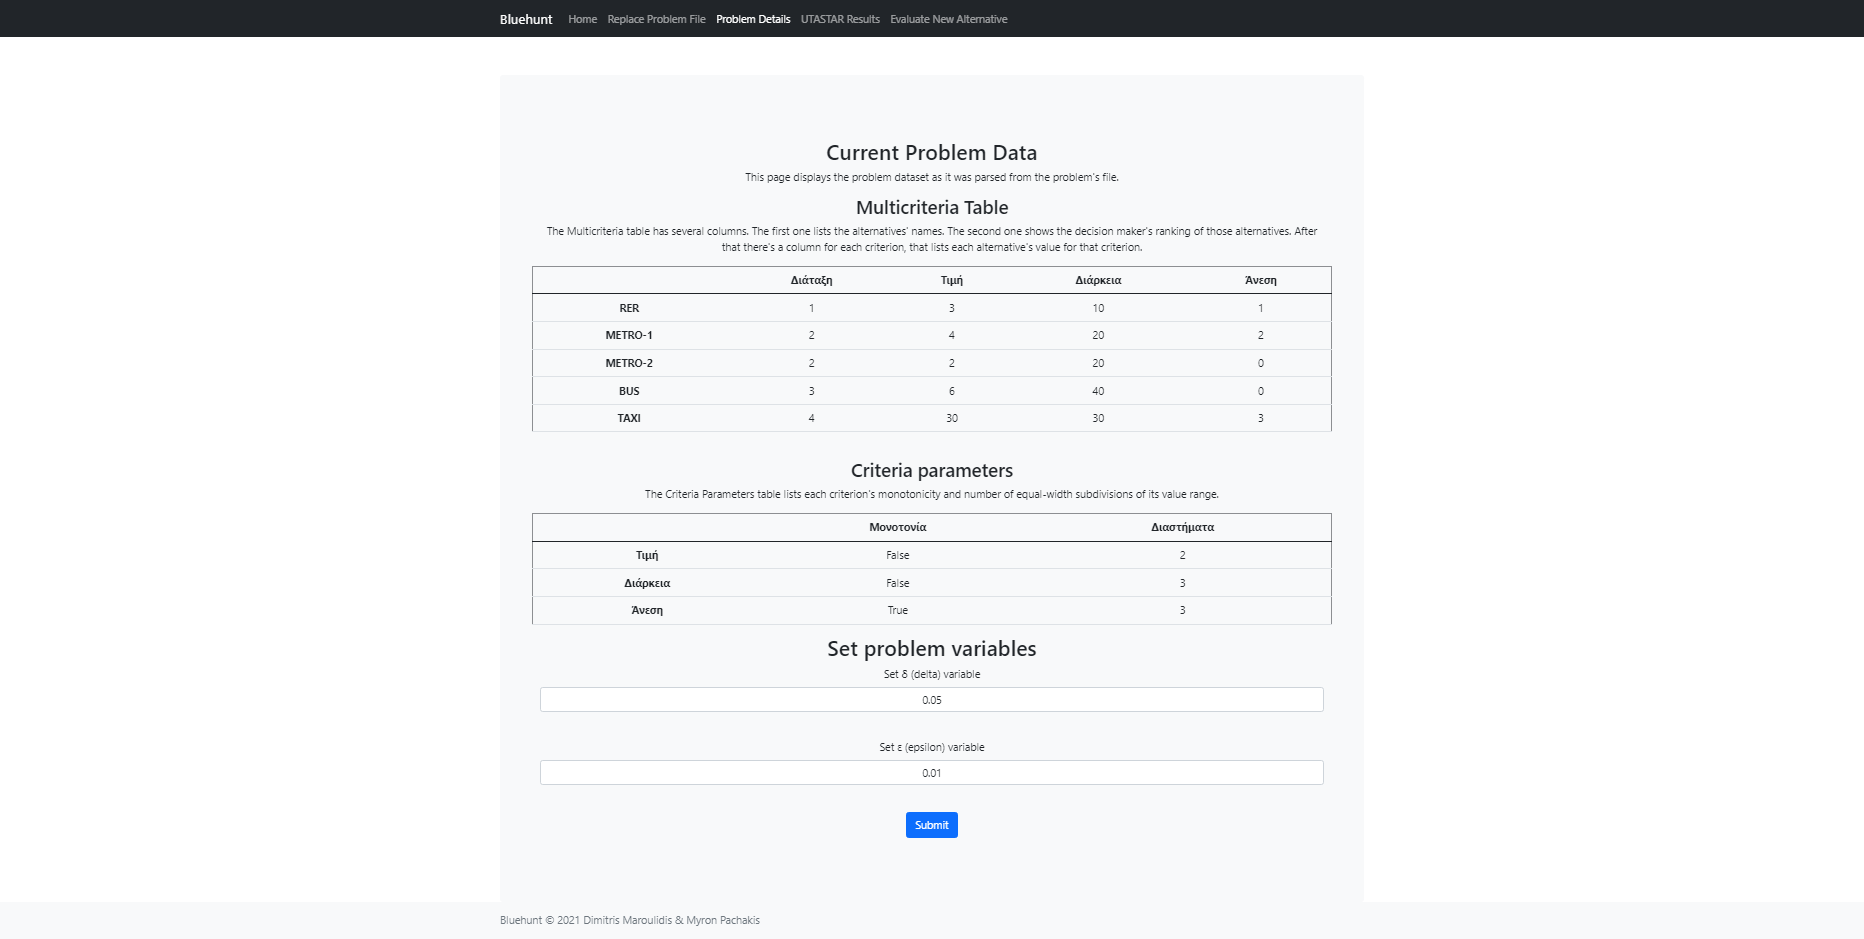 Bluehunt Home Replace Problem File Problem Details UTASTAR Results Evaluate New Alternative
Current Problem Data
This page displays the problem dataset as it was parsed from the problem's file.
Multicriteria Table
The Multicriteria table has several columns. The first one lists the alternatives' names. The second one shows the decision maker's ranking of those alternatives. After
that there's a column for each criterion, that lists each alternative's value for that criterion.
Διάταξη Τιμή Διάρκεια Άνεση
RER 1 3 10 1
METRO-1 2 4 20 2
METRO-2 2 2 20 0
BUS 3 6 40 0
TAXI 4 30 30 3
Criteria parameters
The Criteria Parameters table lists each criterion's monotonicity and number of equal-width subdivisions of its value range.
Μονοτονία Διαστήματα
Τιμή False 2
Διάρκεια False 3
Άνεση True 3
Set problem variables
Set δ (delta) variable
0.05
Set ε (epsilon) variable
0.01
Submit
Bluehunt © 2021 Dimitris Maroulidis & Myron Pachakis